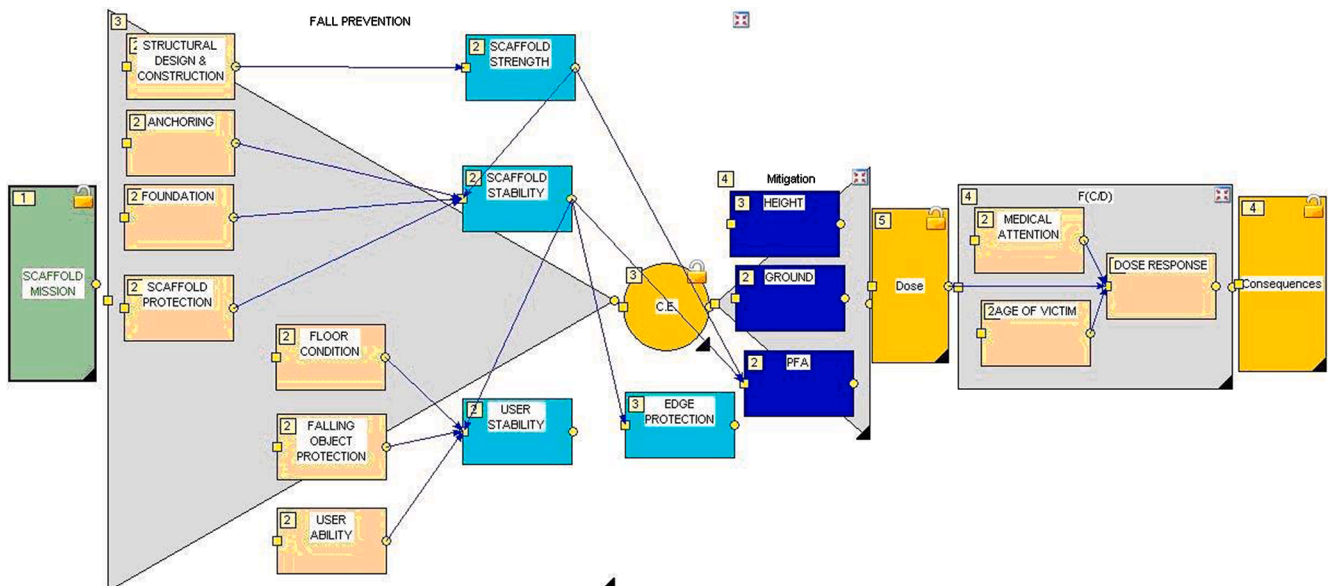 3
FALL PREVENTION
2
STRUCTURAL
DESIGN &
CONSTRUCTION
2
SCAFFOLD
STRENGTH
2
ANCHORING
2
SCAFFOLD
STABILITY
2
FOUNDATION
1
SCAFFOLD
MISSION
2
SCAFFOLD
PROTECTION
2
FLOOR
CONDITION
2
FALLING
OBJECT
PROTECTION
2
USER
ABILITY
2
USER
STABILITY
3
EDGE
PROTECTION
3
C.E.
4
Mitigation
3
HEIGHT
2
GROUND
2
PFA
5
Dose
4
F(C/D)
2
MEDICAL
ATTENTION
DOSE RESPONSE
2
AGE OF VICTIM
4
Consequences